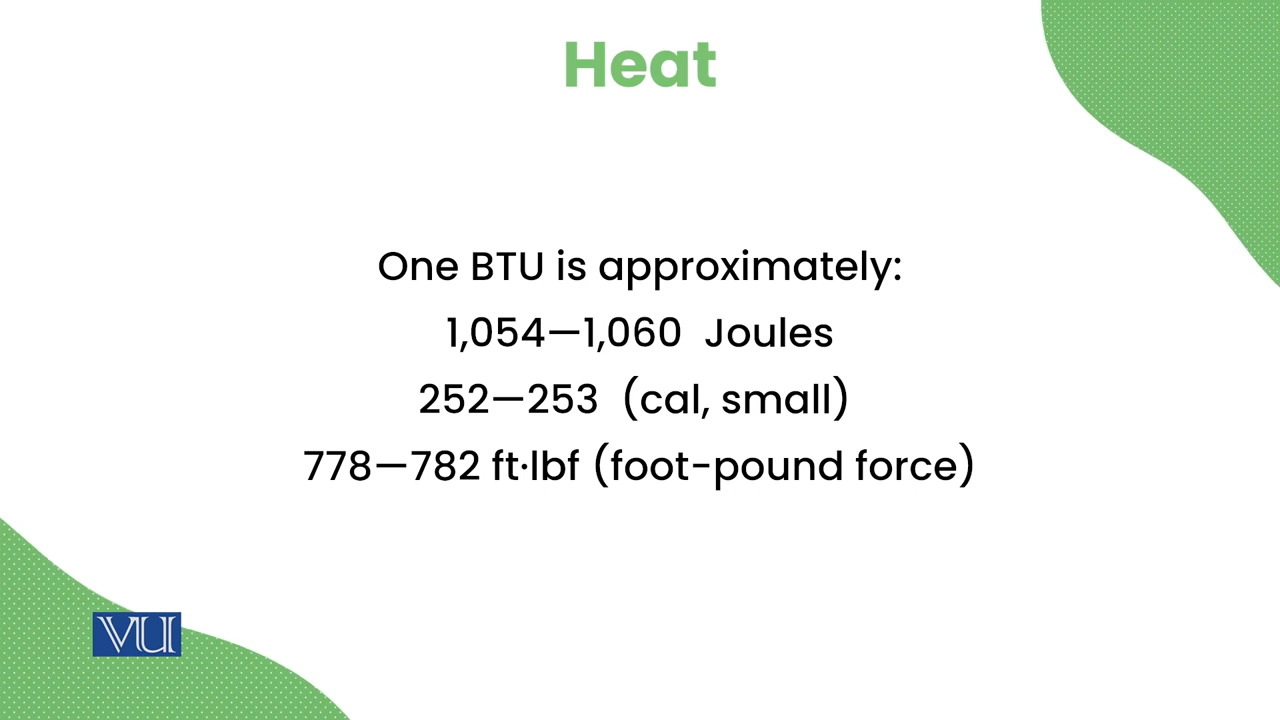 Heat
One BTU is approximately:
1,054—1,060 Joules
252—253 (cal, small)
778—782 ft·lbf (foot-pound force)
VU